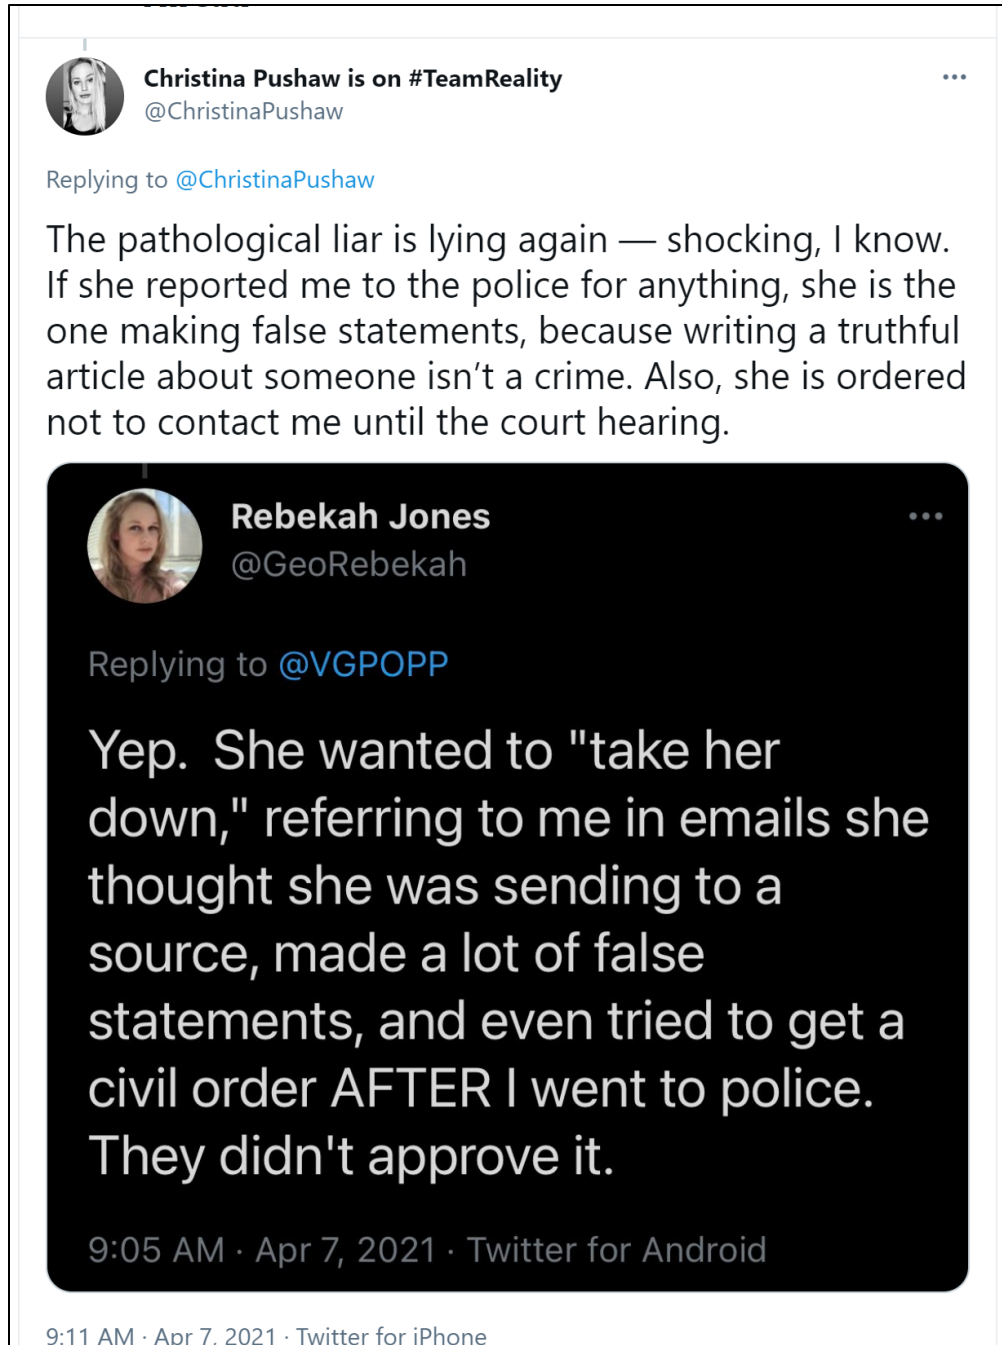 Christina Pushaw is on #TeamReality
@ChristinaPushaw
Replying to @ChristinaPushaw
The pathological liar is lying again — shocking, I know.
If she reported me to the police for anything, she is the
one making false statements, because writing a truthful
article about someone isn’t a crime. Also, she is ordered
not to contact me until the court hearing.
Rebekah Jones
@GeoRebekah
Replying to @VGPOPP
Yep.  She wanted to "take her
down," referring to me in emails she
thought she was sending to a
source, made a lot of false
statements, and even tried to get a
civil order AFTER I went to police.
They didn't approve it.
9:05 AM · Apr 7, 2021 · Twitter for Android
9:11 AM · Apr 7, 2021 · Twitter for iPhone